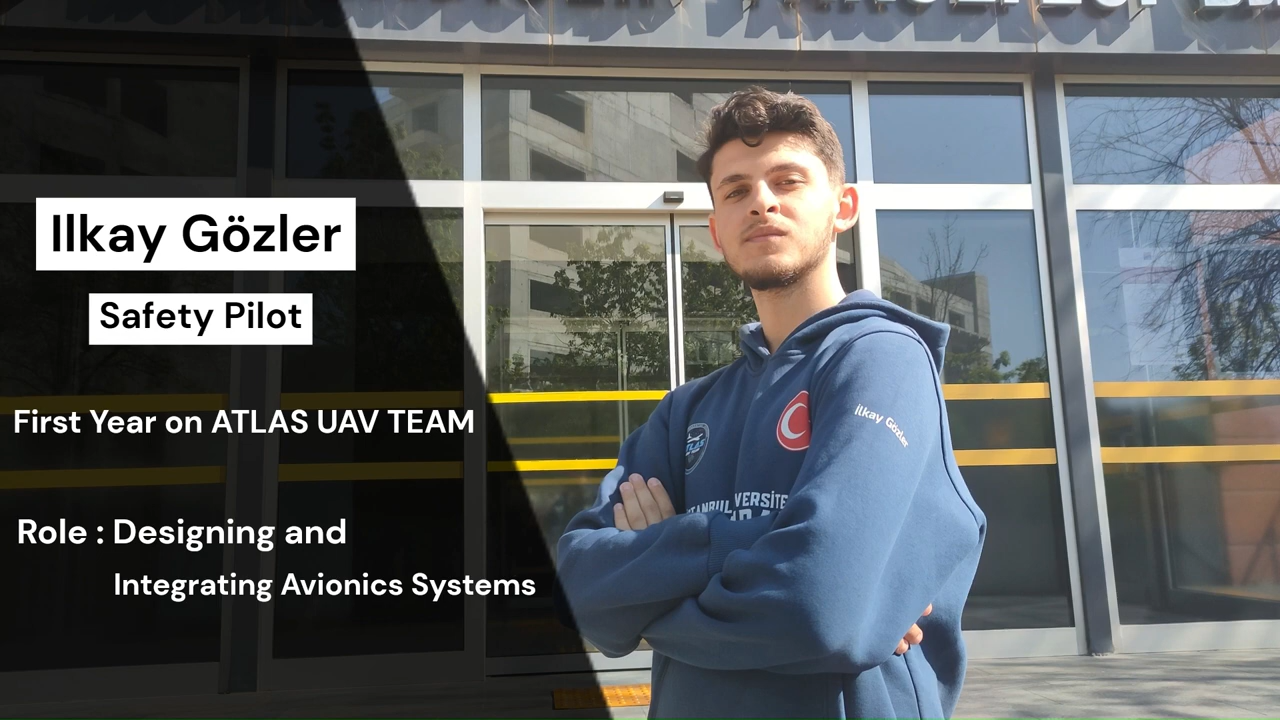 Ilkay Gözler
Safety Pilot
First Year on ATLAS UAV TEAM
Role : Designing and
Integrating Avionics Systems
İlkay Gözler